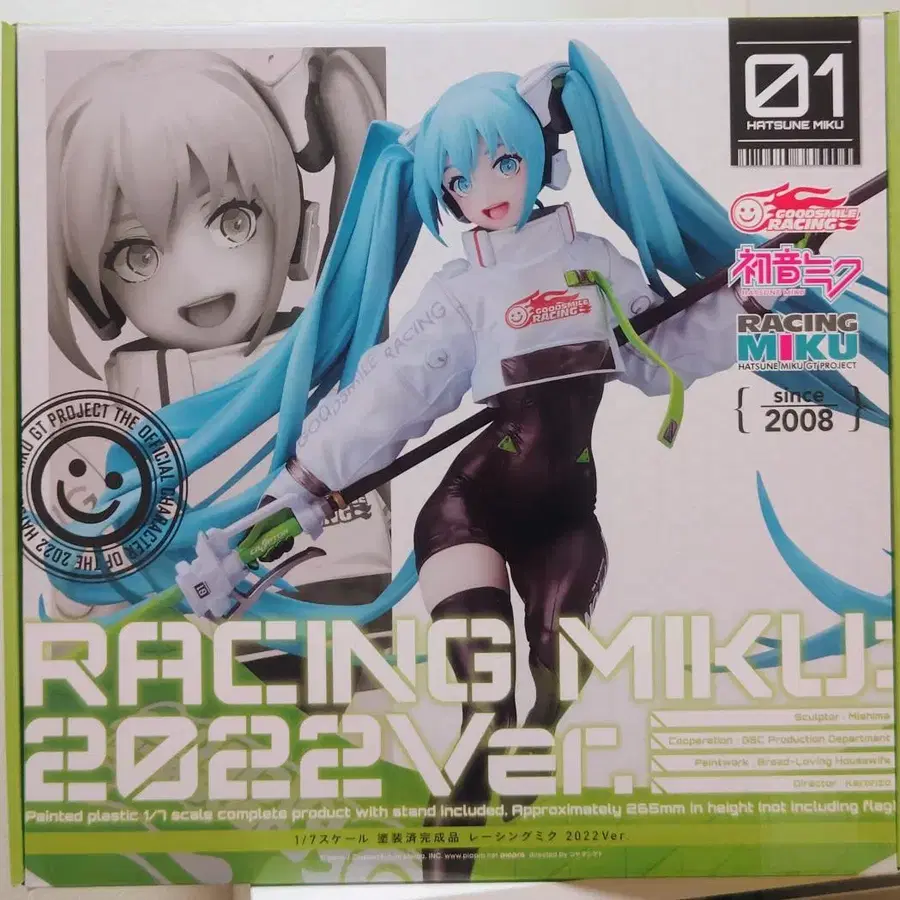 01
HATSUNE MIKU
GOODSMILE
RACING
初音ミク
HATSUNE MIKU
RACING
MIKU
HATSUNE MIKU GT PROJECT
since
2008
GOODSMILE
RACING
GOODSMILE RACING
GT PROJECT THE OFFICIAL CHARACTER OF THE 2022 HATSUNE MIKU
RACING MIKU:
2022Ver.
Sculptor : Mishima
Cooperation : GSC Production Department
Paintwork : Bread-Loving Housewife
Director :
Painted plastic 1/7 scale complete product with stand included. Approximately 265mm in height (not including flag)
1/7スケール 塗装済完成品 レーシングミク 2022Ver.